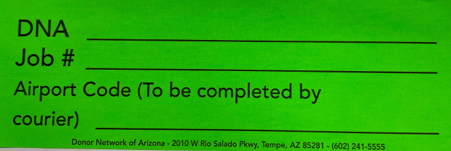 DNA
Job #
Airport Code (To be completed by
courier)
Donor Network of Arizona - 2010 W Rio Salado Pkwy, Tempe, AZ 85281 - (602) 241-5555